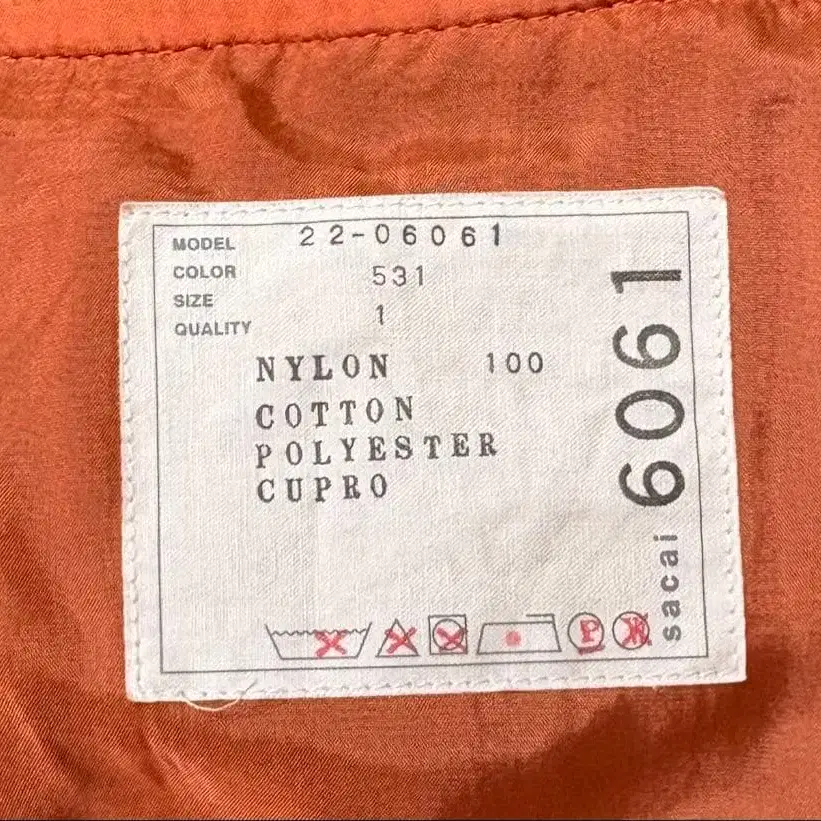 MODEL 22-06061
COLOR 531
SIZE 1
QUALITY
NYLON 100
COTTON
POLYESTER
CUPRO
P
W
sacai 6061